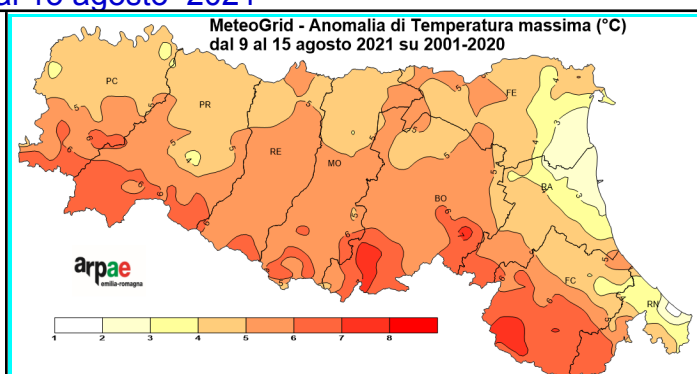 MeteoGrid - Anomalia di Temperatura massima (°C)
dal 9 al 15 agosto 2021 su 2001-2020
PC
PR
RE
MO
FE
BO
RA
FC
RN
arpae
emilia-romagna
1 2 3 4 5 6 7 8